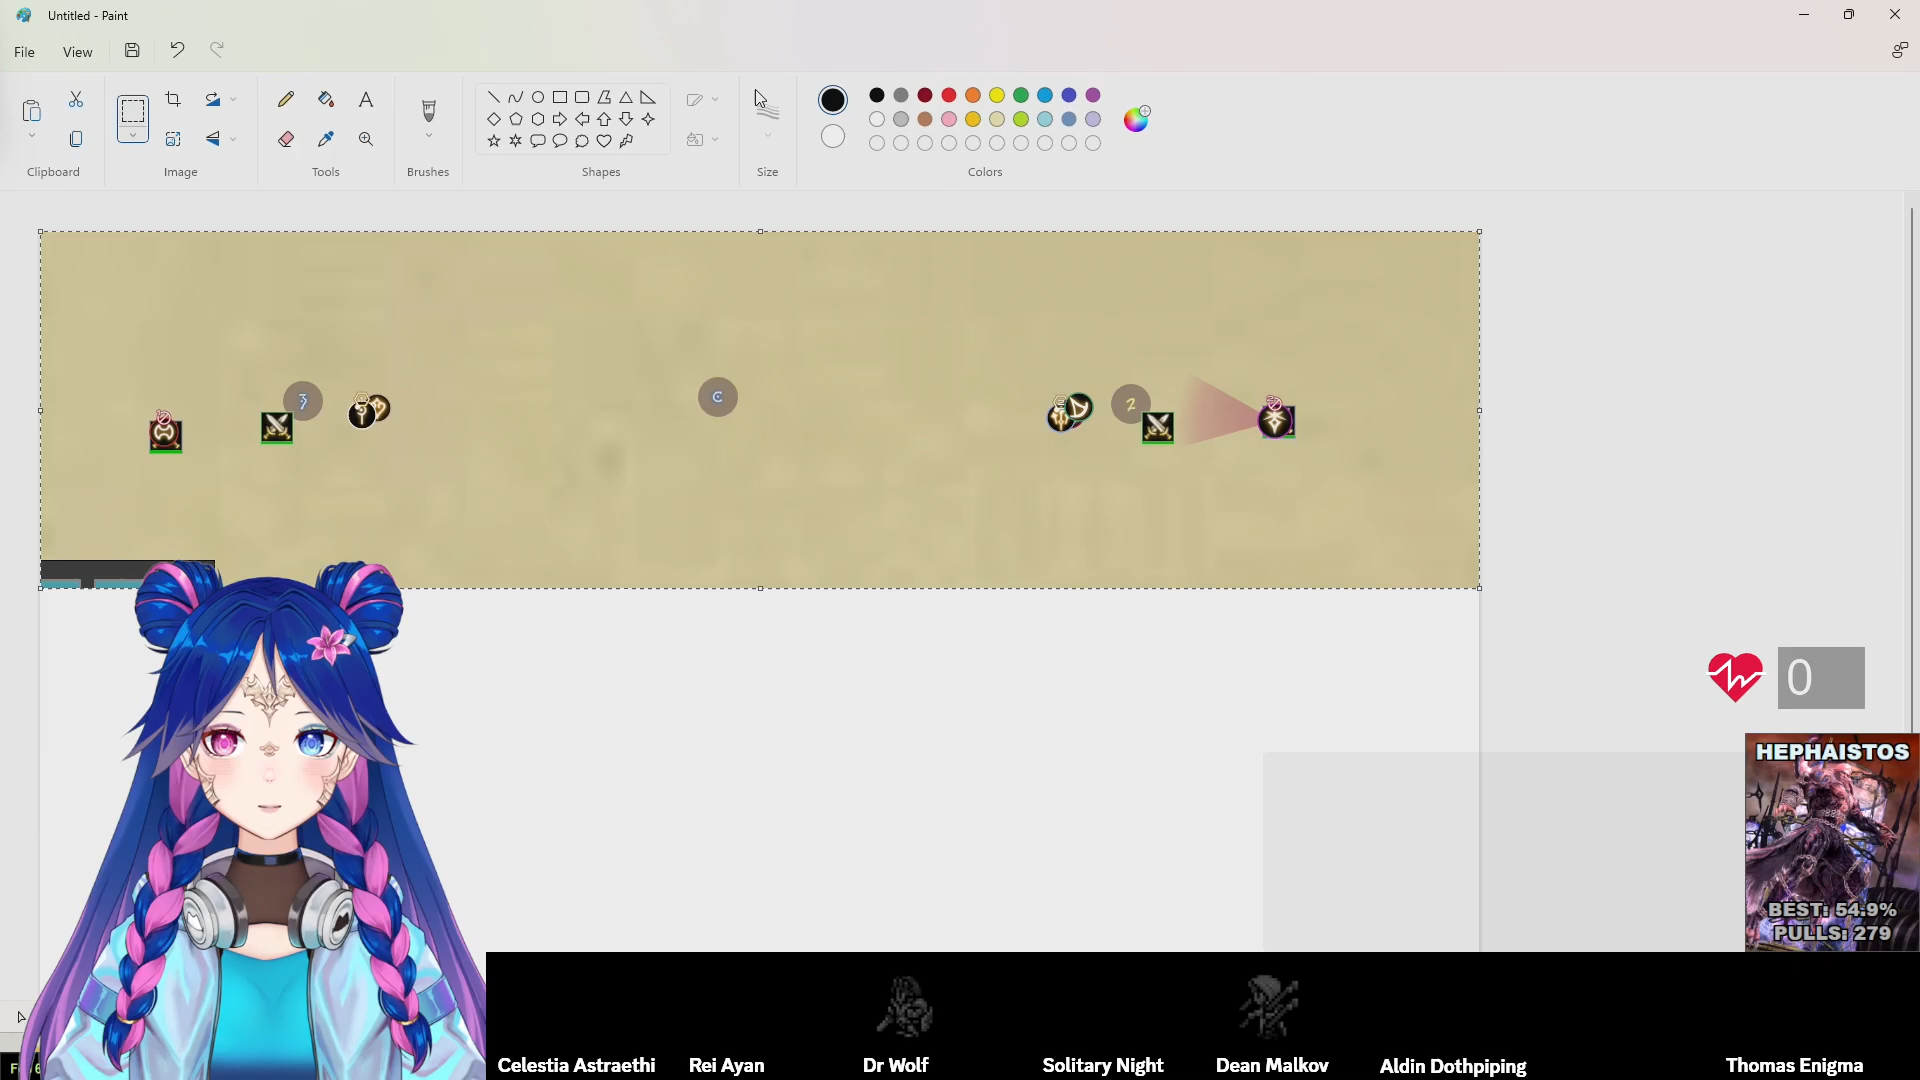 Untitled - Paint
File
View
Clipboard
Image
Tools
Brushes
Shapes
Size
Colors
3
C
2
0
HEPHAISTOS
BEST: 54.9%
PULLS: 279
Celestia Astraethi
Rei Ayan
Dr Wolf
Solitary Night
Dean Malkov
Aldin Dothpiping
Thomas Enigma